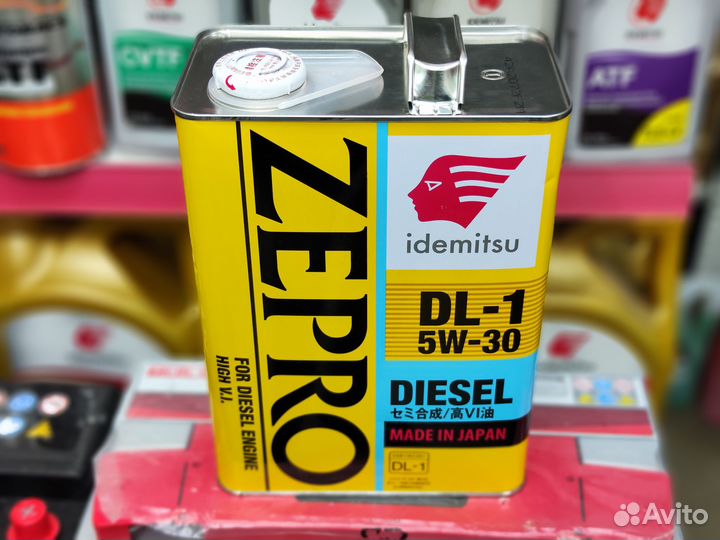 CVTF
ATF
ZEPRO
FOR DIESEL ENGINE
HIGH V.I.
idemitsu
DL-1
5W-30
DIESEL
セミ合成/高VI油
MADE IN JAPAN
DL-1
Avito